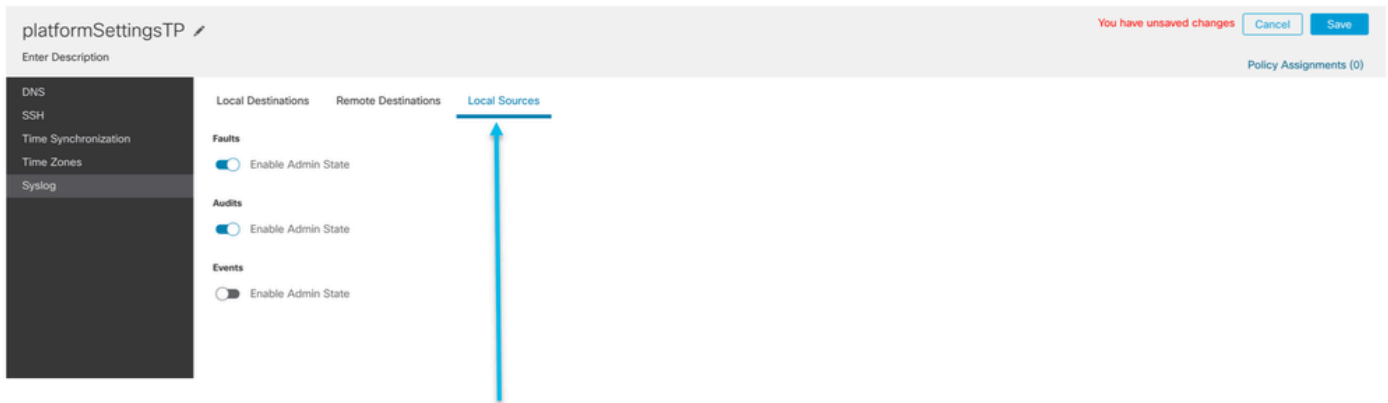 platformSettingsTP
You have unsaved changes Cancel Save
Enter Description
Policy Assignments (0)
DNS
SSH
Time Synchronization
Time Zones
Syslog
Local Destinations Remote Destinations Local Sources
Faults
Enable Admin State
Audits
Enable Admin State
Events
Enable Admin State